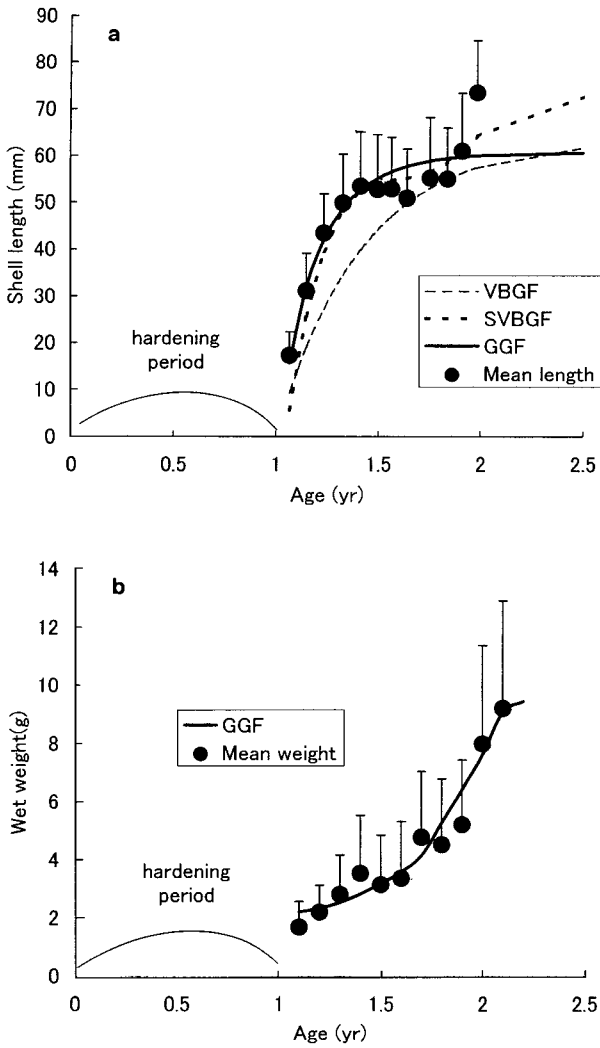 a
90
80
70
60
50
40
30
20
10
0
Shell length (mm)
hardening
period
VBGF
SVBGF
GGF
Mean length
0
0.5
1
1.5
2
2.5
Age (yr)
b
14
12
10
8
6
4
2
0
Wet weight(g)
GGF
Mean weight
hardening
period
0
0.5
1
1.5
2
2.5
Age (yr)